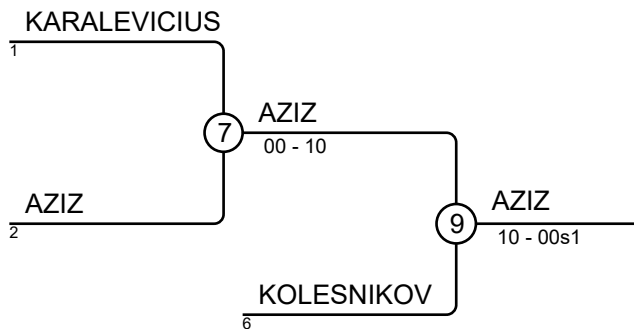 KARALEVICIUS
1
7
AZIZ
00 - 10
AZIZ
2
9
AZIZ
10 - 00s1
KOLESNIKOV
6